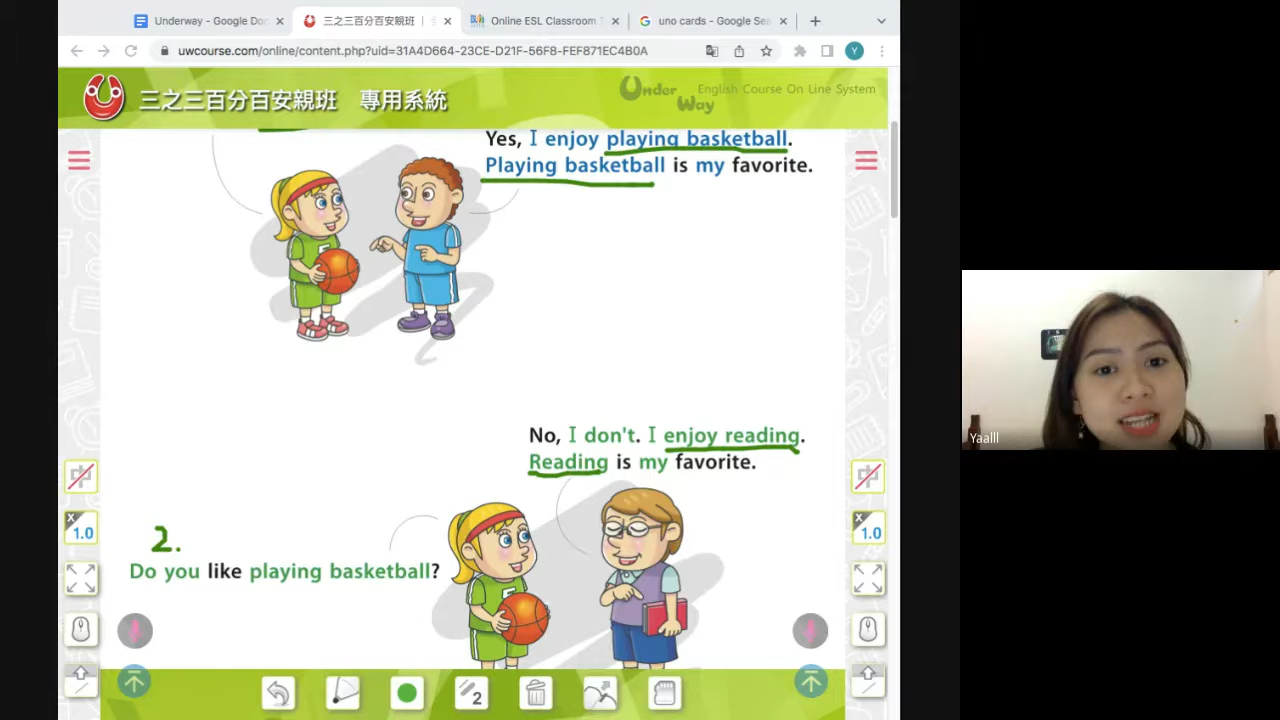 Underway - Google Doc
三之三百分百安親班
Online ESL Classroom T
uno cards - Google Sea
uwcourse.com/online/content.php?uid=31A4D664-23CE-D21F-56F8-FEF871EC4B0A
Y
三之三百分百安親班 專用系統
Under Way
English Course On Line System
Yes, I enjoy playing basketball.
Playing basketball is my favorite.
No, I don't. I enjoy reading.
Reading is my favorite.
2.
Do you like playing basketball?
X 1.0
X 1.0
2
Yaalll